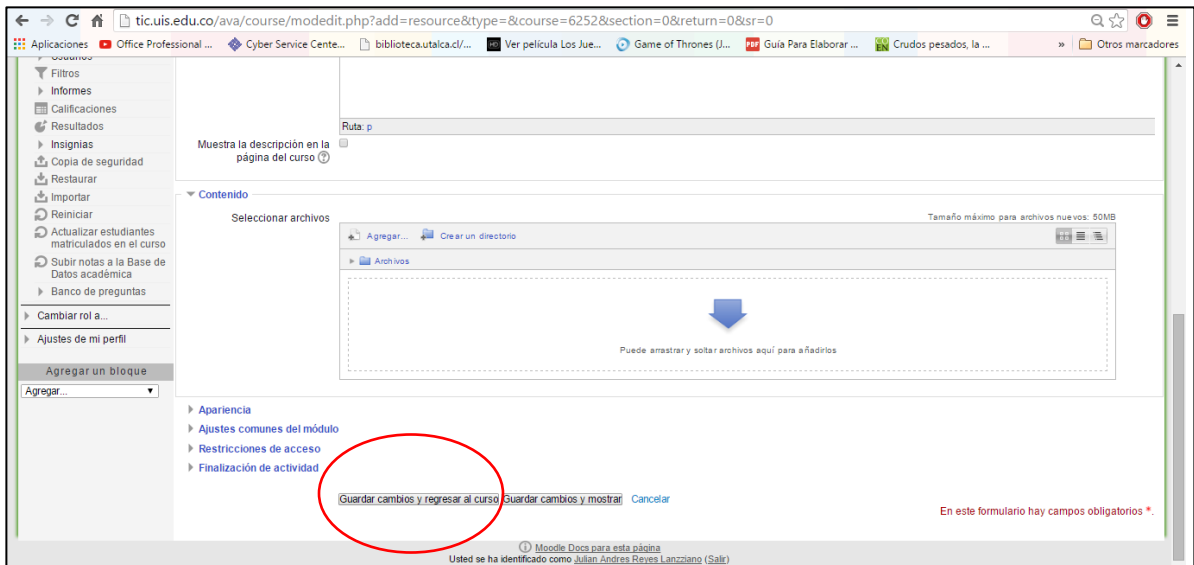 tic.uis.edu.co/ava/course/modedit.php?add=resource&type=&course=6252&section=0&return=0&sr=0
Aplicaciones Office Professional ... Cyber Service Cente... biblioteca.utalca.cl/... Ver película Los Jue... Game of Thrones (J... Guía Para Elaborar ... Crudos pesados, la ... » Otros marcadores
Usuarios
Filtros
Informes
Calificaciones
Resultados
Insignias
Copia de seguridad
Restaurar
Importar
Reiniciar
Actualizar estudiantes
matriculados en el curso
Subir notas a la Base de
Datos académica
Banco de preguntas
Cambiar rol a...
Ajustes de mi perfil
Agregar un bloque
Agregar...
Ruta: p
Muestra la descripción en la
página del curso
Contenido
Seleccionar archivos
Tamaño máximo para archivos nuevos: 50MB
Agregar... Crear un directorio
Archivos
Puede arrastrar y soltar archivos aquí para añadirlos
Apariencia
Ajustes comunes del módulo
Restricciones de acceso
Finalización de actividad
Guardar cambios y regresar al curso Guardar cambios y mostrar Cancelar
En este formulario hay campos obligatorios *.
Moodle Docs para esta página
Usted se ha identificado como Julian Andres Reyes Lanzziano (Salir)